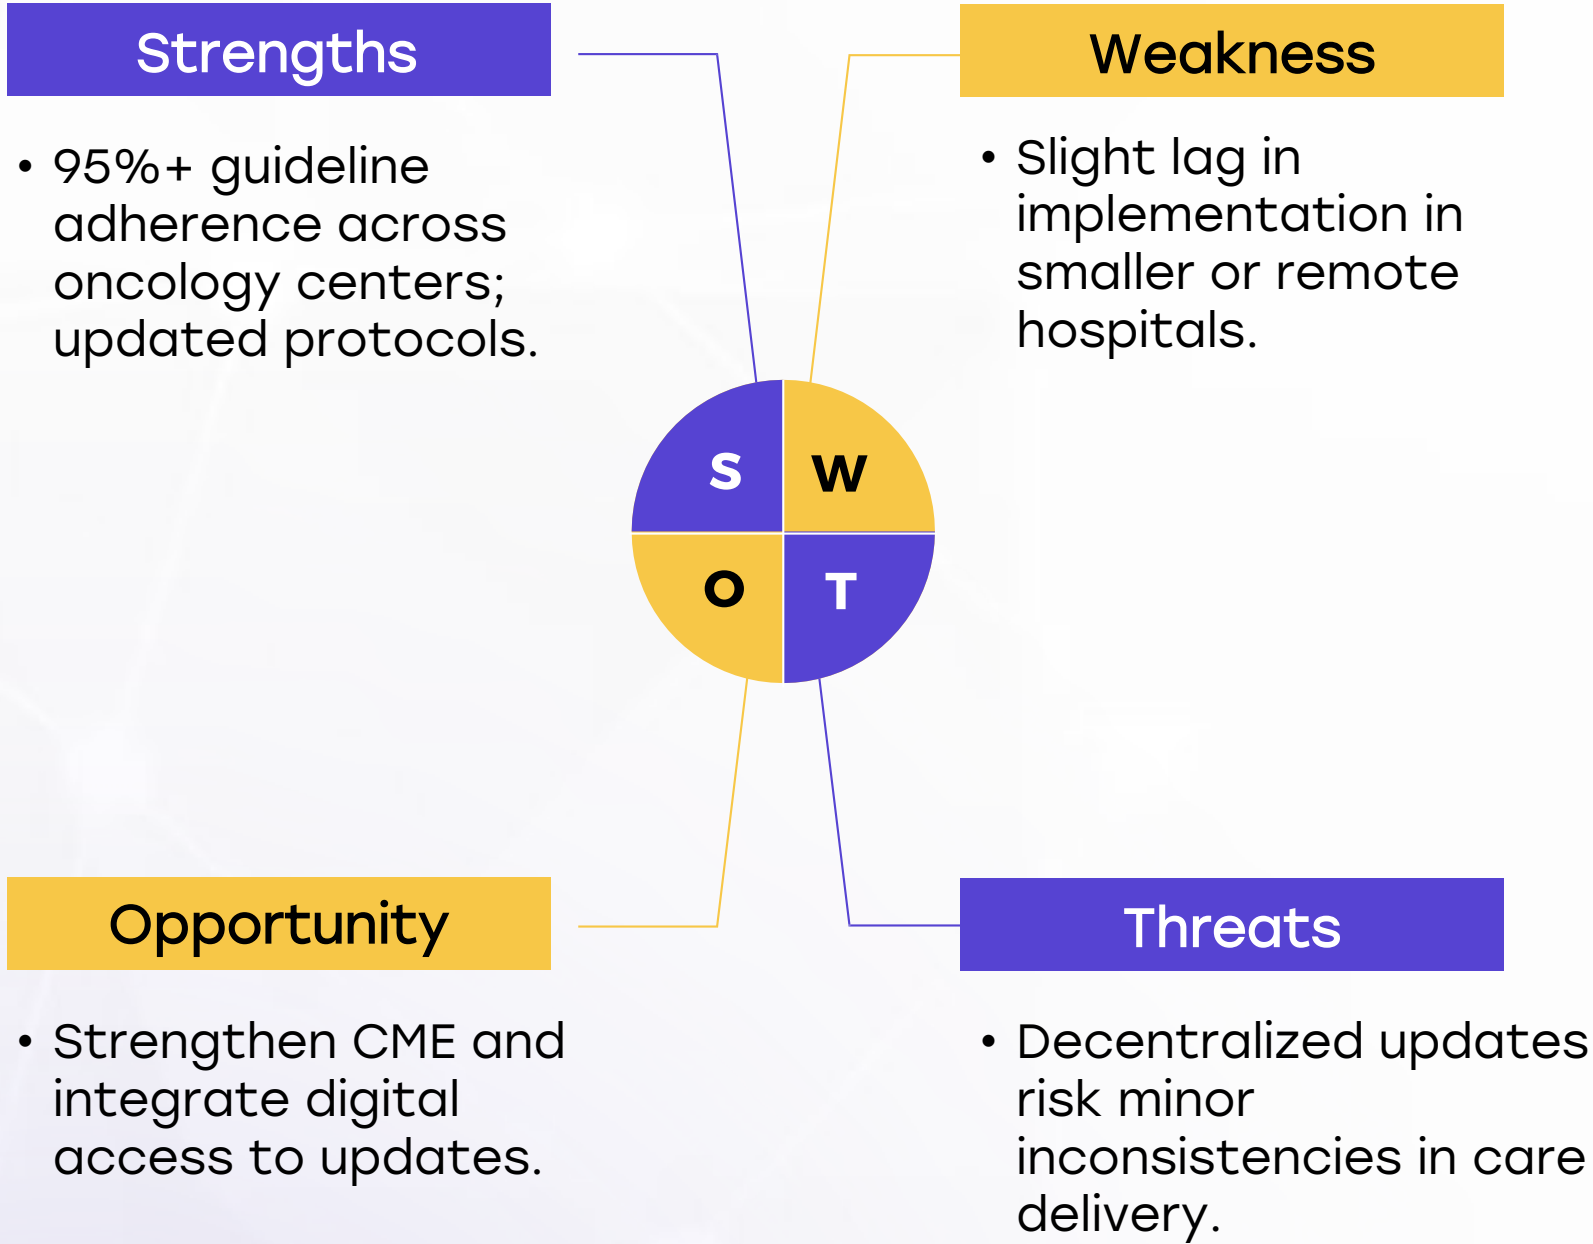 Strengths
• 95%+ guideline
adherence across
oncology centers;
updated protocols.
Weakness
• Slight lag in
implementation in
smaller or remote
hospitals.
S
W
O
T
Opportunity
• Strengthen CME and
integrate digital
access to updates.
Threats
• Decentralized updates
risk minor
inconsistencies in care
delivery.